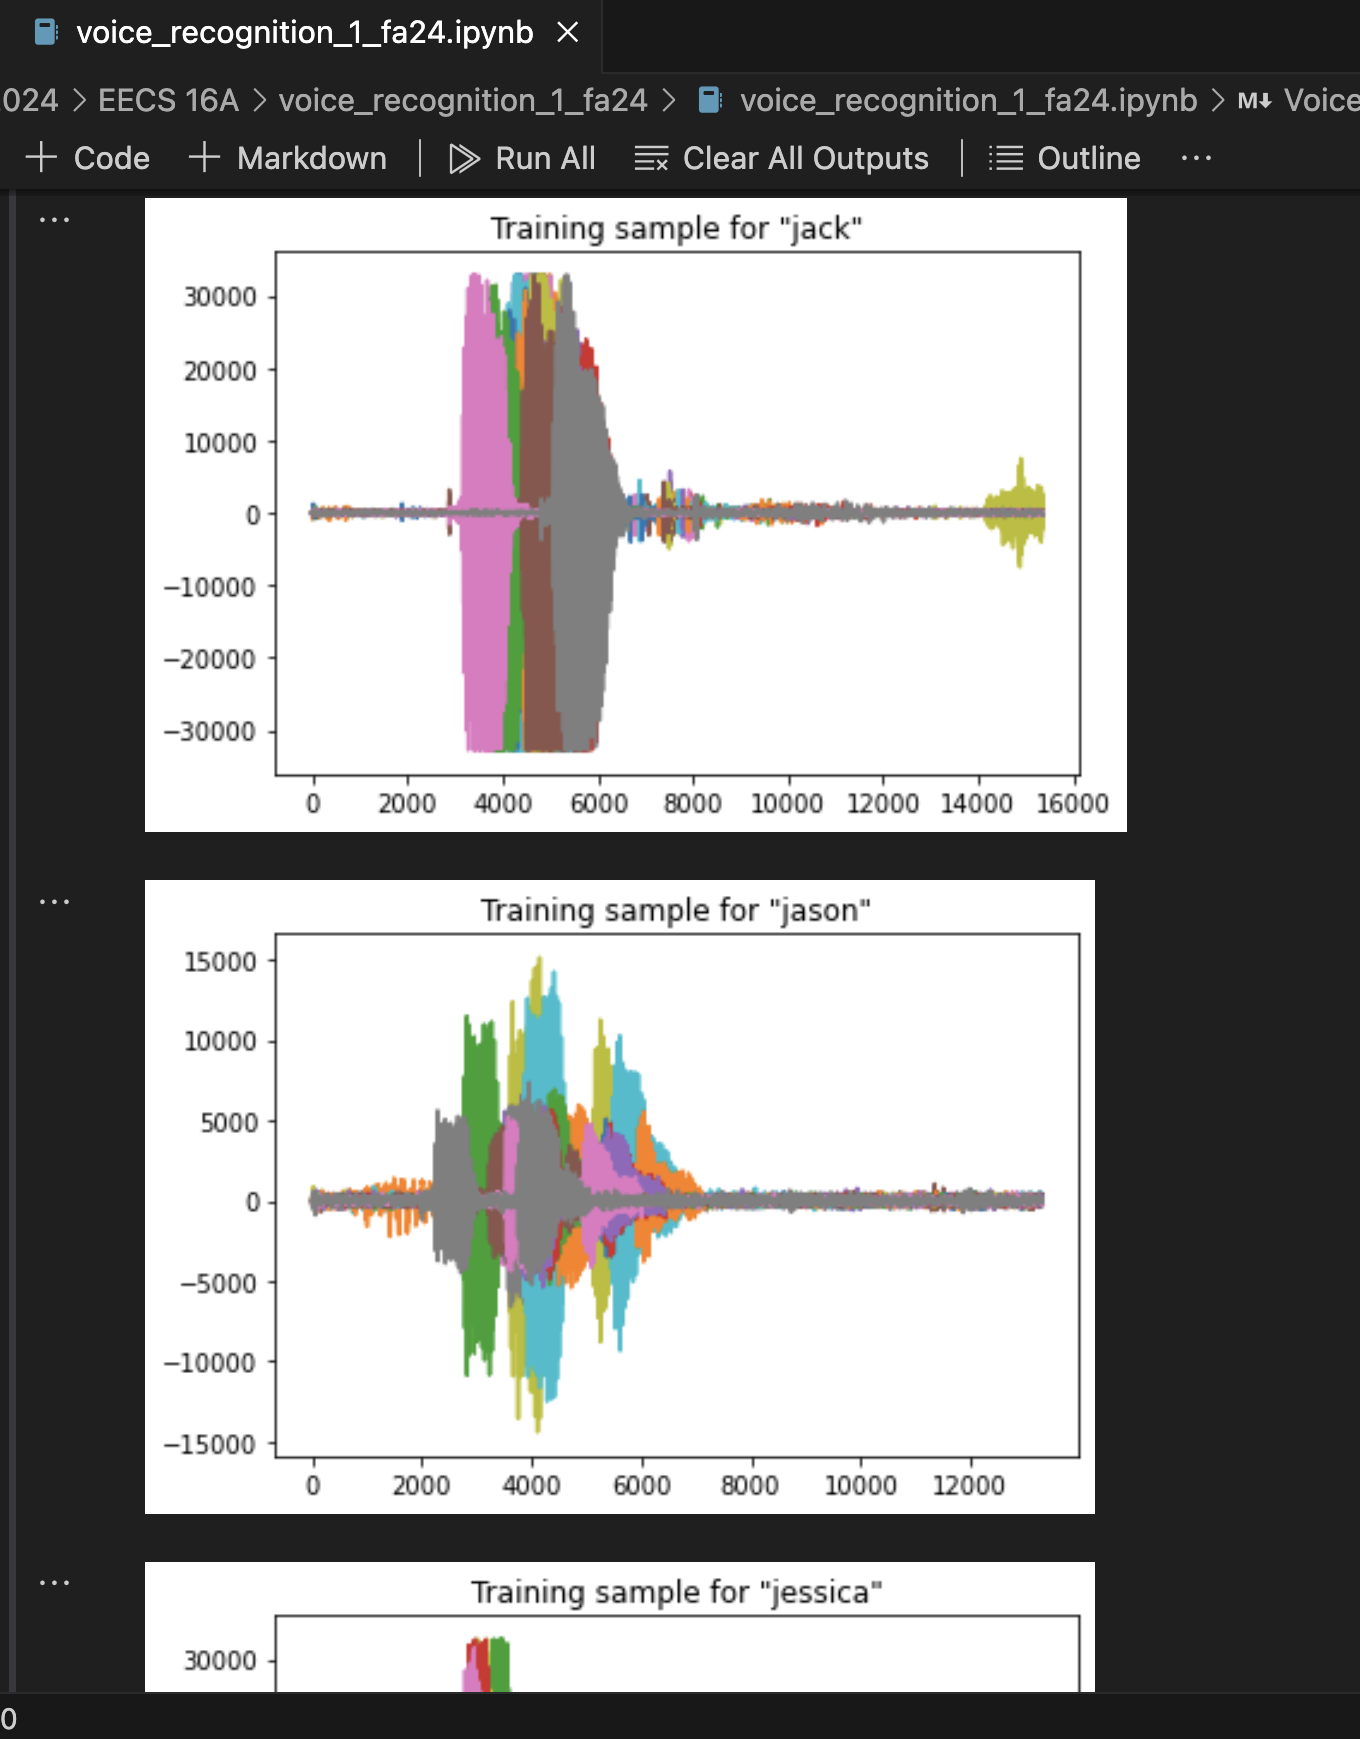 voice_recognition_1_fa24.ipynb
024 > EECS 16A > voice_recognition_1_fa24 > voice_recognition_1_fa24.ipynb > M↓ Voice
+ Code + Markdown Run All Clear All Outputs Outline ...
Training sample for "jack"
30000
20000
10000
0
−10000
−20000
−30000
0 2000 4000 6000 8000 10000 12000 14000 16000
Training sample for "jason"
15000
10000
5000
0
−5000
−10000
−15000
0 2000 4000 6000 8000 10000 12000
Training sample for "jessica"
30000
0